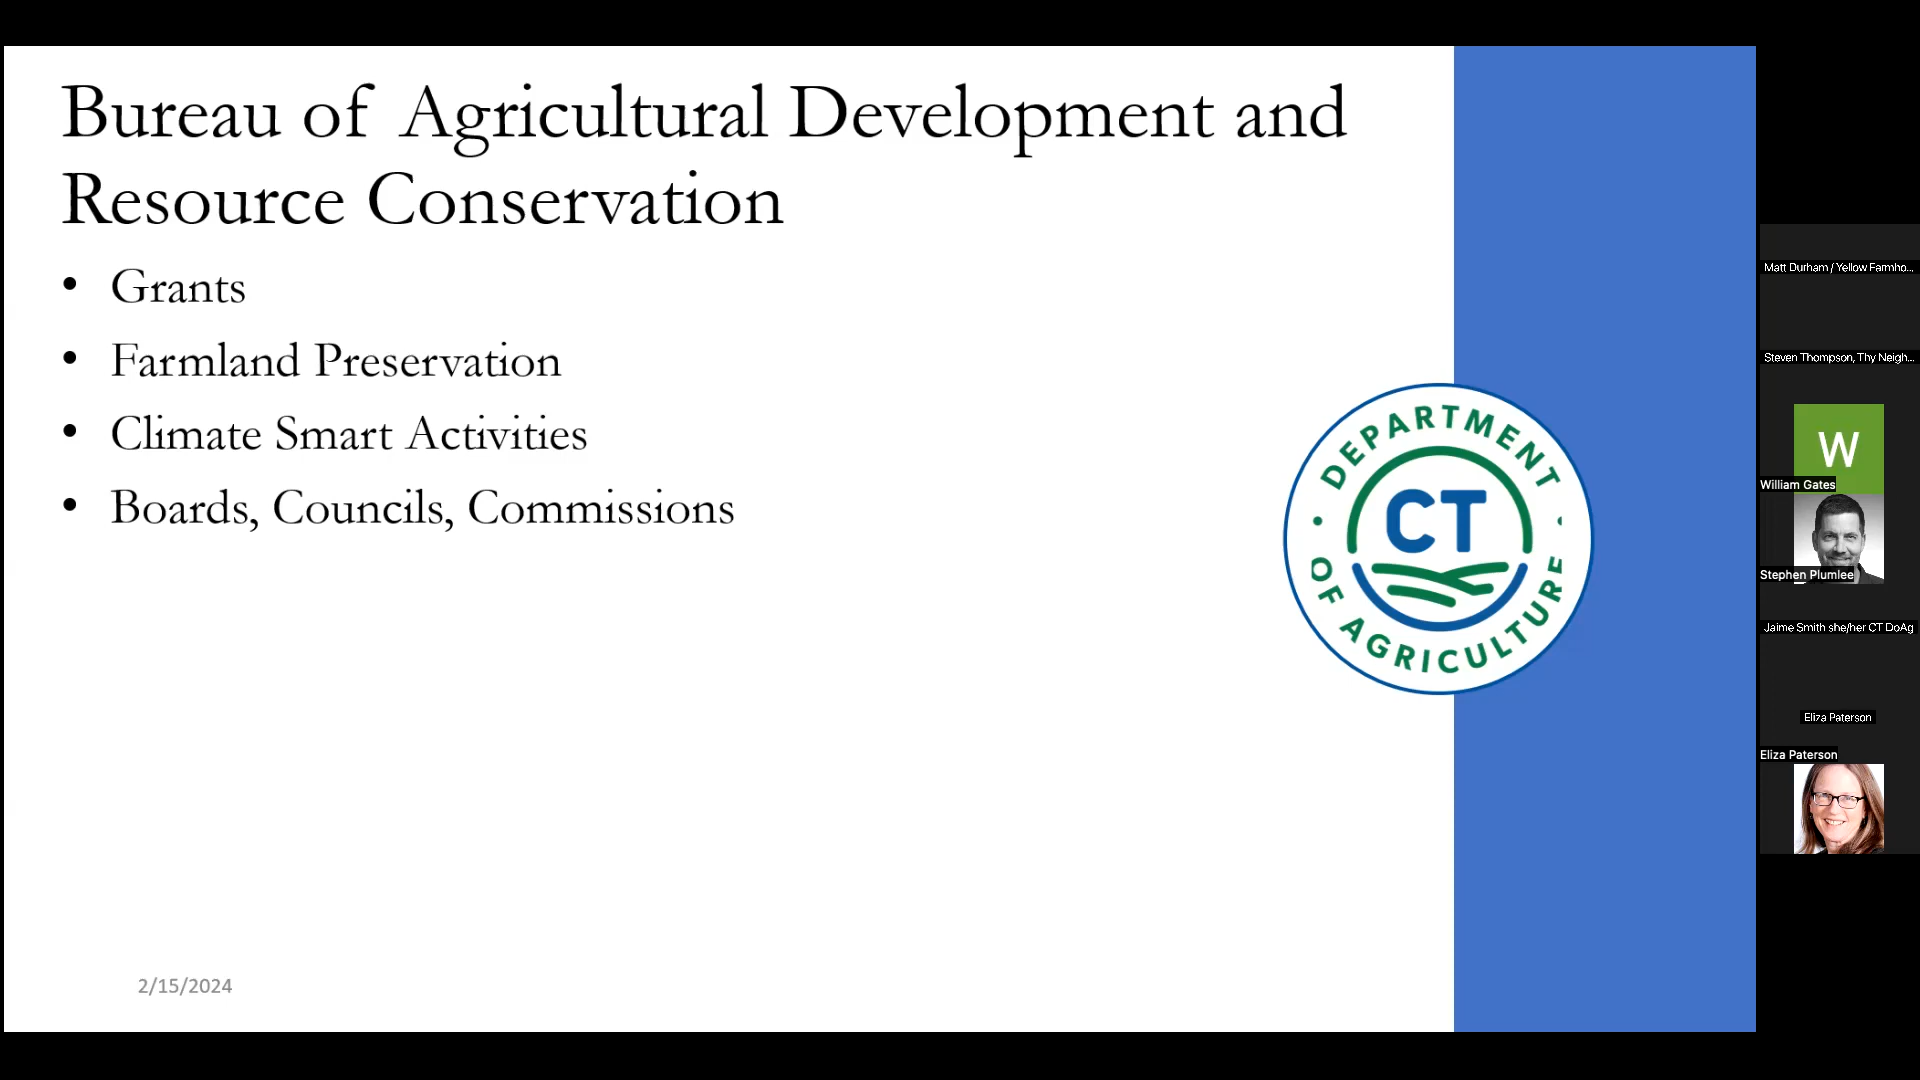 Bureau of Agricultural Development and
Resource Conservation
• Grants
• Farmland Preservation
• Climate Smart Activities
• Boards, Councils, Commissions
• DEPARTMENT •
OF AGRICULTURE
CT
2/15/2024
Matt Durham / Yellow Farmho...
Steven Thompson, Thy Neigh...
W
William Gates
Stephen Plumlee
Jaime Smith she/her CT DoAg
Eliza Paterson
Eliza Paterson